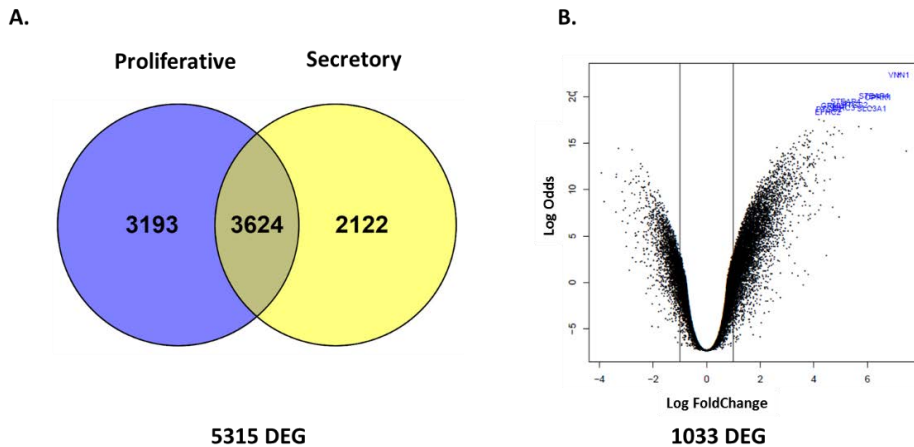 A.
Proliferative Secretory
3193 3624 2122
5315 DEG
B.
VNN1
20
15
10
5
0
−5
Log Odds
−4 −2 0 2 4 6
Log FoldChange
1033 DEG